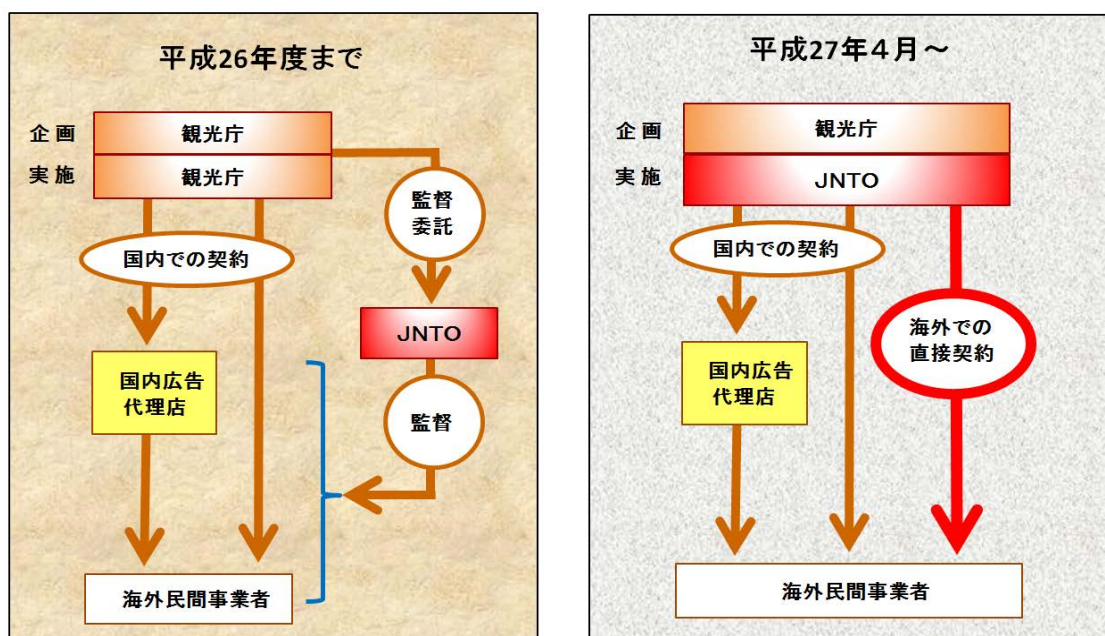 平成26年度まで
企画
観光庁
実施
観光庁
監督
委託
国内での契約
JNTO
国内広告
代理店
監督
海外民間事業者
平成27年４月～
企画
観光庁
実施
JNTO
国内での契約
海外での
直接契約
国内広告
代理店
海外民間事業者